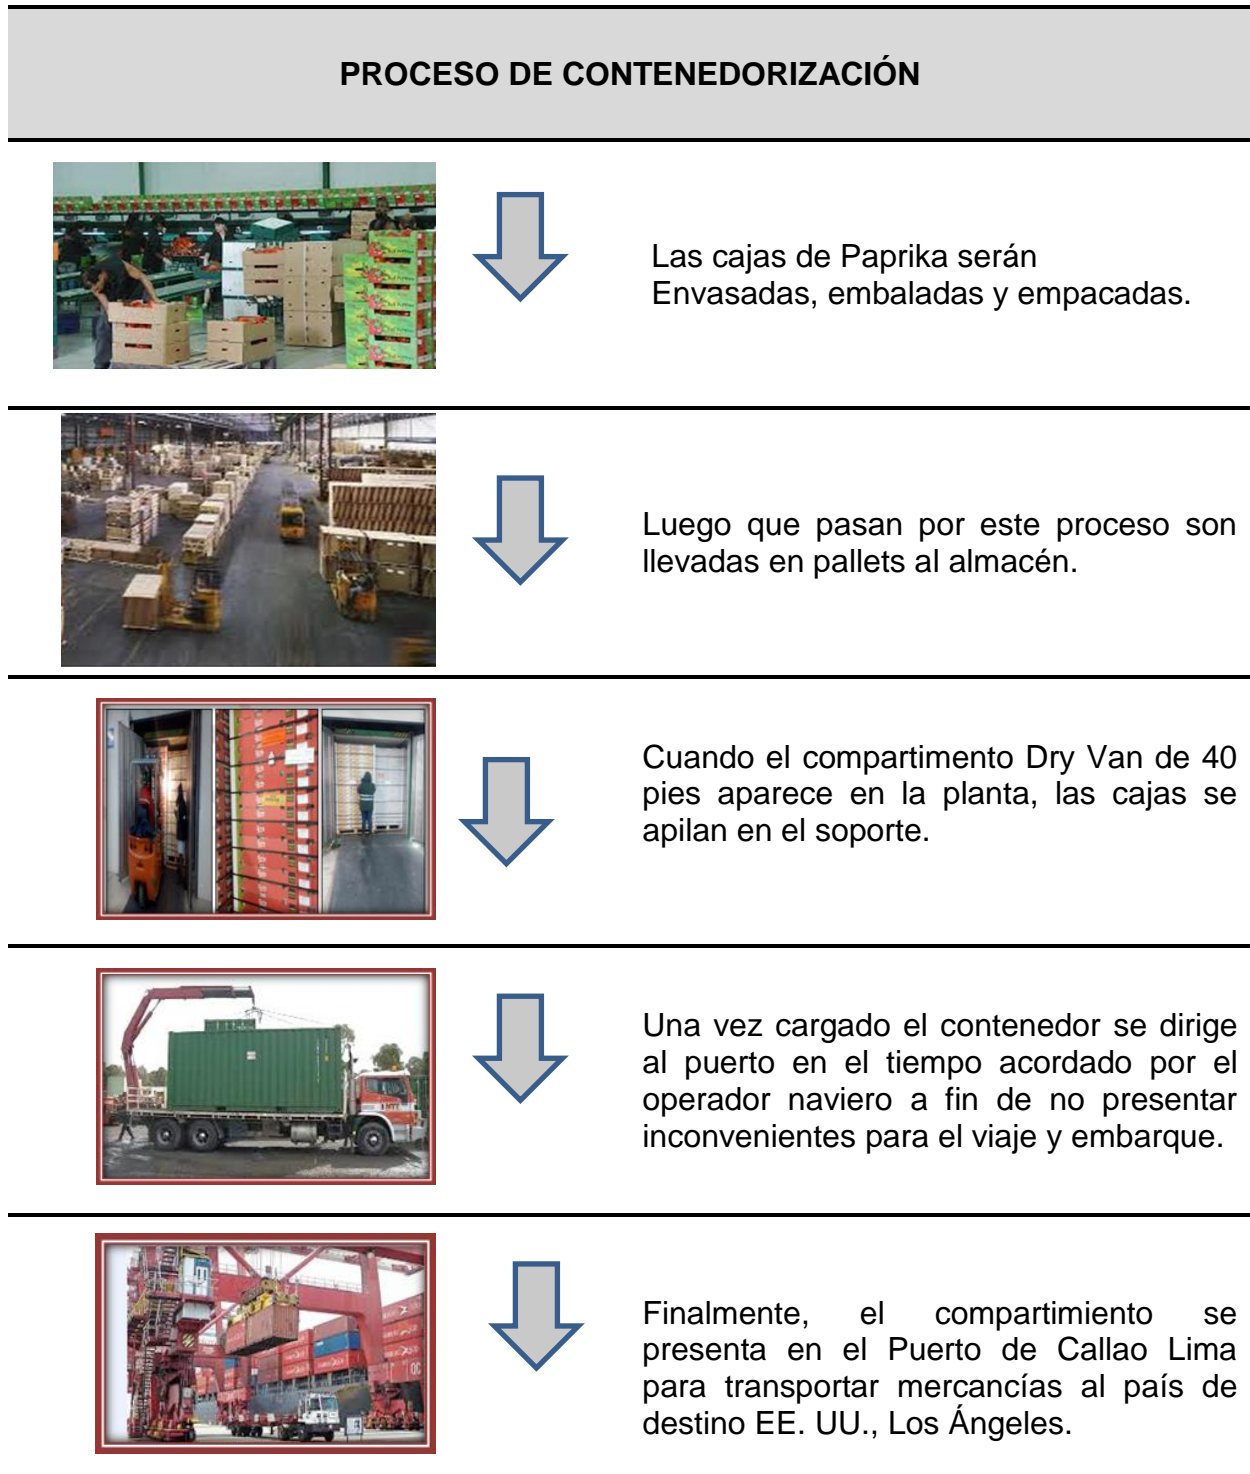 PROCESO DE CONTENEDORIZACIÓN
Las cajas de Paprika serán
Envasadas, embaladas y empacadas.
Luego que pasan por este proceso son
llevadas en pallets al almacén.
Cuando el compartimento Dry Van de 40
pies aparece en la planta, las cajas se
apilan en el soporte.
Una vez cargado el contenedor se dirige
al puerto en el tiempo acordado por el
operador naviero a fin de no presentar
inconvenientes para el viaje y embarque.
Finalmente, el compartimiento se
presenta en el Puerto de Callao Lima
para transportar mercancías al país de
destino EE. UU., Los Ángeles.